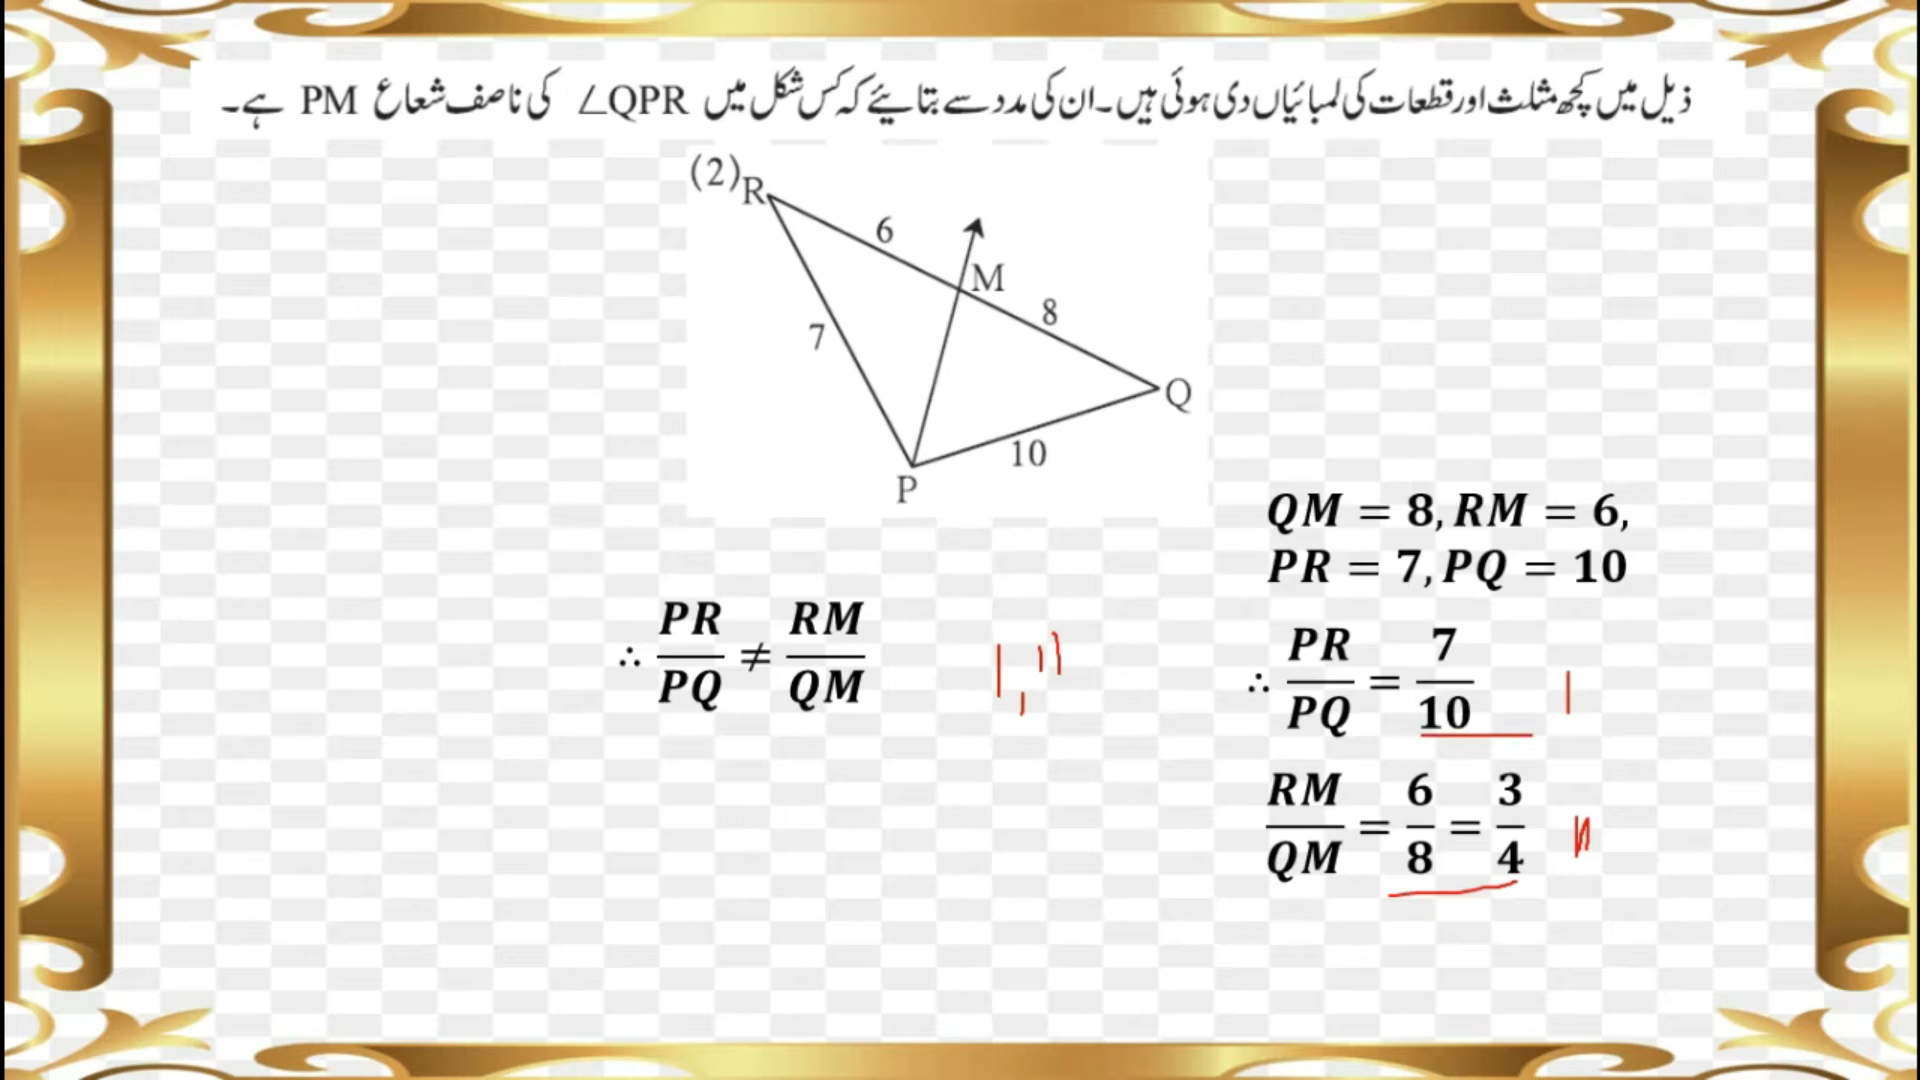 ذیل میں کچھ مثلث اور قطعات کی لمبائیاں دی ہوئی ہیں۔ ان کی مدد سے بتائیے کہ کس شکل میں ∠QPR کی ناصف شعاع PM ہے۔
(2)
R
6
M
8
7
Q
10
P
QM = 8, RM = 6,
PR = 7, PQ = 10
∴ PR/PQ ≠ RM/QM
∴ PR/PQ = 7/10
RM/QM = 6/8 = 3/4